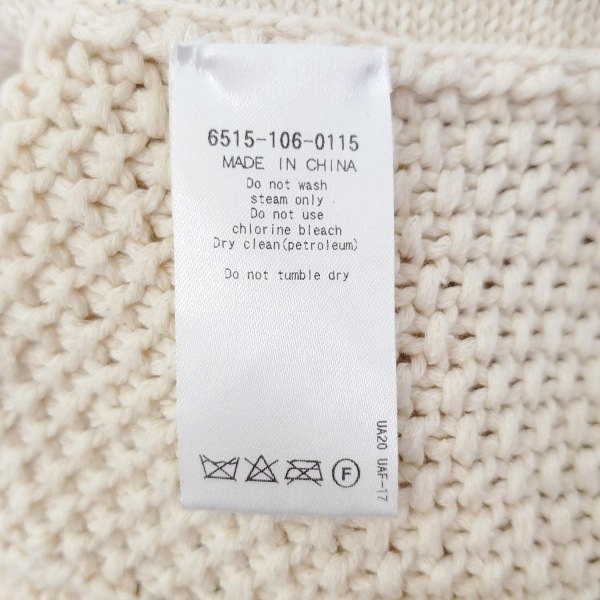 6515-106-0115
MADE IN CHINA
Do not wash
steam only
Do not use
chlorine bleach
Dry clean(petroleum)
Do not tumble dry
F
UA20 UAF-17